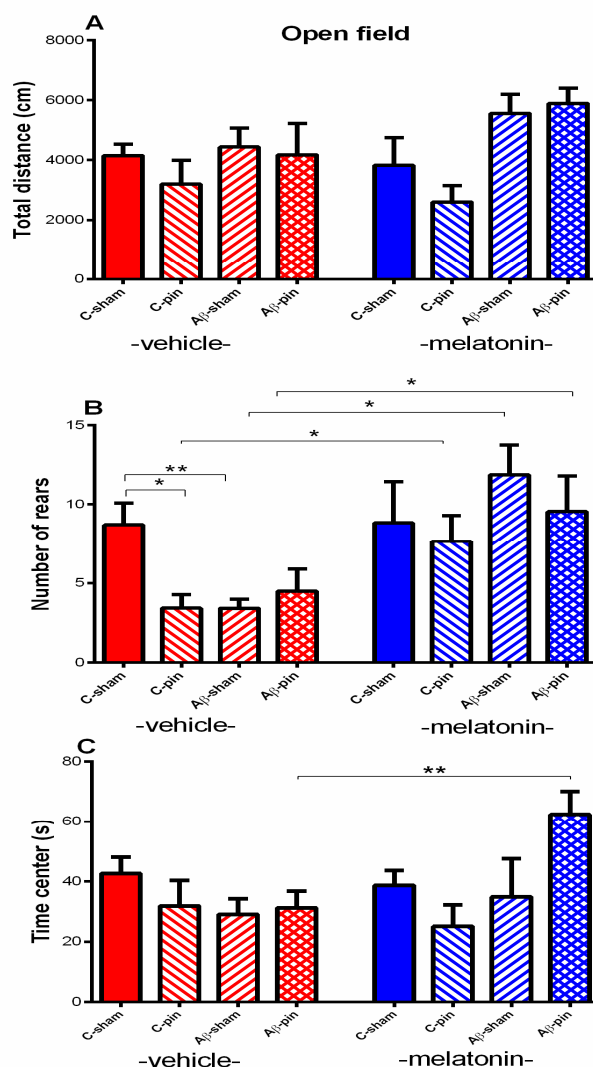 A
Open field
Total distance (cm)
8000
6000
4000
2000
0
C-sham C-pin Aβ-sham Aβ-pin C-sham C-pin Aβ-sham Aβ-pin
-vehicle- -melatonin-
B
Number of rears
* 
*
*
**
*
15
10
5
0
C-sham C-pin Aβ-sham Aβ-pin C-sham C-pin Aβ-sham Aβ-pin
-vehicle- -melatonin-
C
Time center (s)
**
80
60
40
20
0
C-sham C-pin Aβ-sham Aβ-pin C-sham C-pin Aβ-sham Aβ-pin
-vehicle- -melatonin-